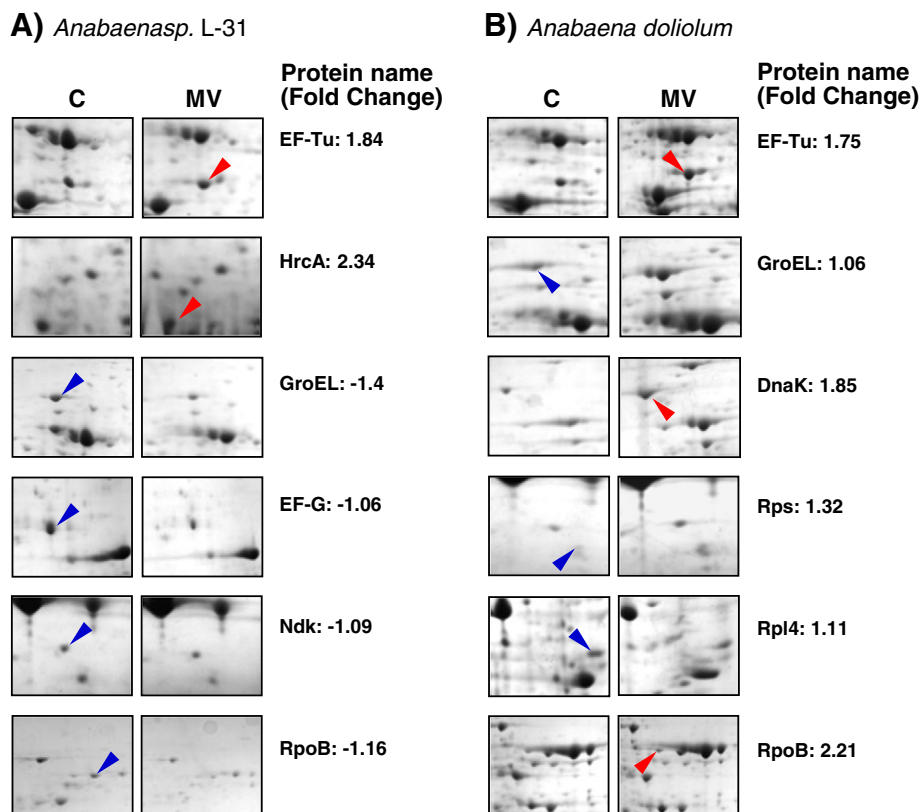 A) Anabaenasp. L-31
Protein name
(Fold Change)
C
MV
EF-Tu: 1.84
HrcA: 2.34
GroEL: -1.4
EF-G: -1.06
Ndk: -1.09
RpoB: -1.16
B) Anabaena doliolum
Protein name
(Fold Change)
C
MV
EF-Tu: 1.75
GroEL: 1.06
DnaK: 1.85
Rps: 1.32
Rpl4: 1.11
RpoB: 2.21